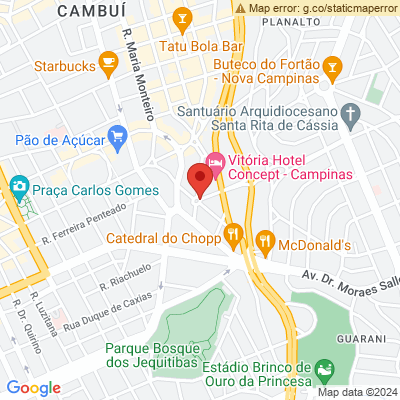 CAMBUÍ
Map error: g.co/staticmaperror
PLANALTO
Tatu Bola Bar
R. Maria Monteiro
Starbucks
Buteco do Fortão
- Nova Campinas
Santuário Arquidiocesano
Santa Rita de Cássia
Pão de Açúcar
Vitória Hotel
Concept - Campinas
Praça Carlos Gomes
R. Ferreira Penteado
Catedral do Chopp
McDonald's
R. Riachuelo
Av. Dr. Moraes Salle
R. Luzitana
R. Dr. Quirino
Rua Duque de Caxias
GUARANI
Parque Bosque
dos Jequitibas
Estádio Brinco de
Ouro da Princesa
Google
Map data ©2024